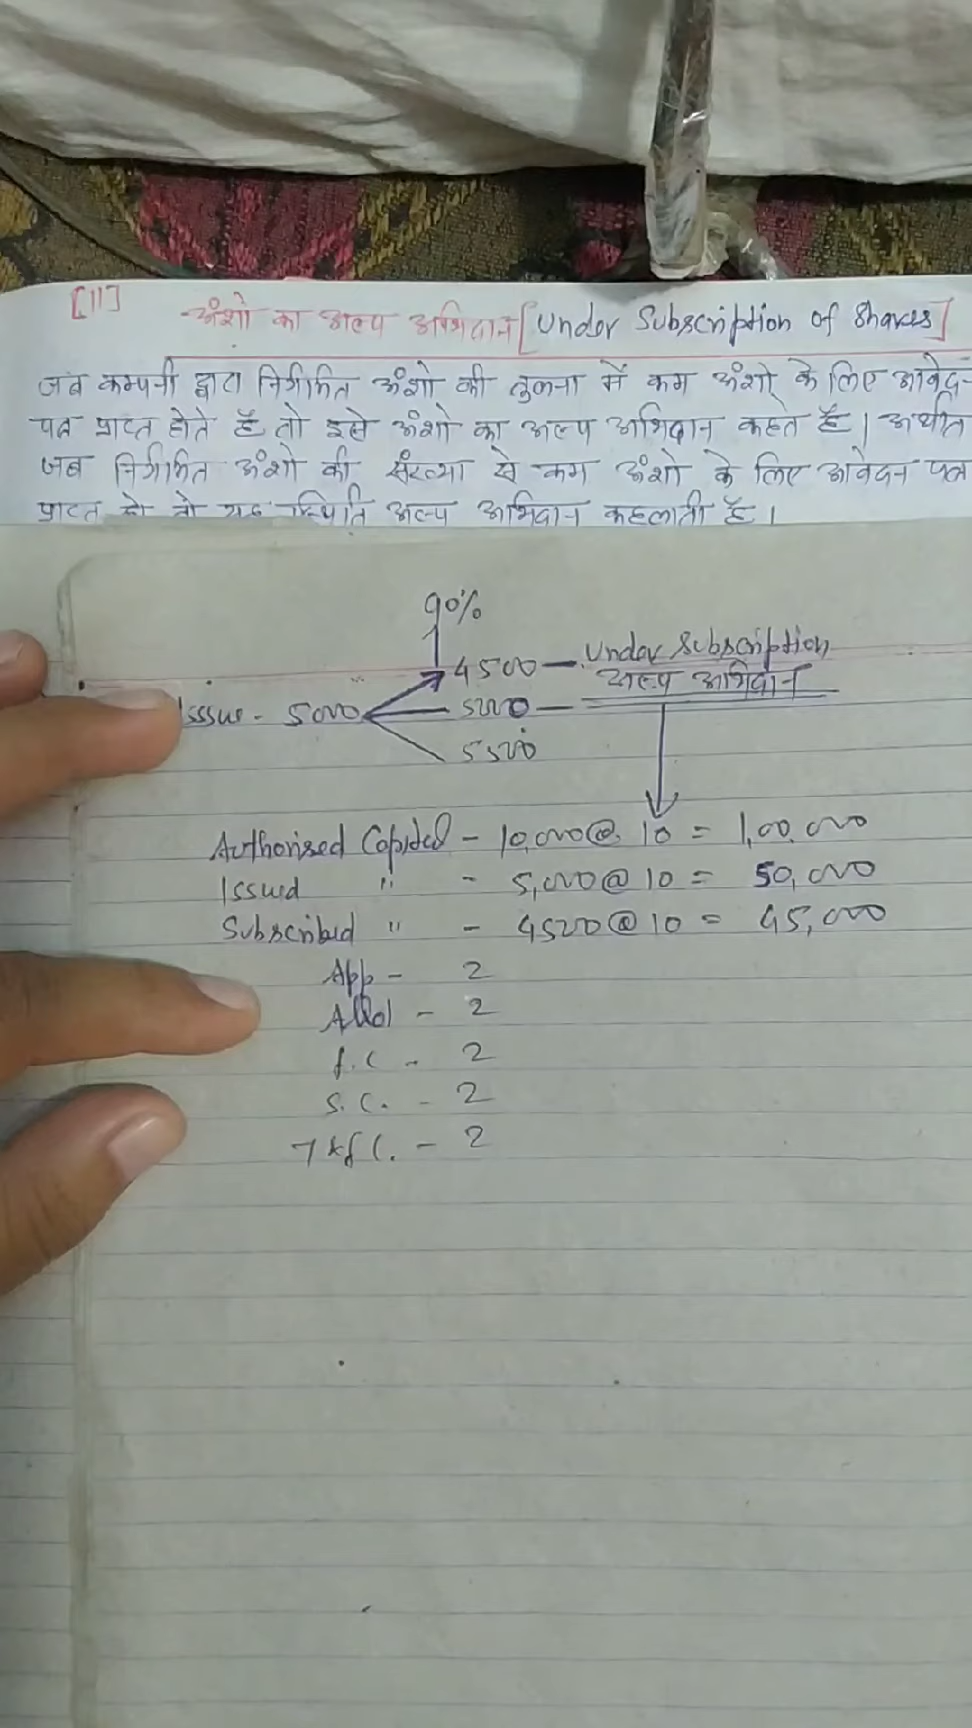 [11] अंशो का अल्प अभिदान [Under Subscription of Shares]
जब कम्पनी द्वारा निर्गमित अंशो की तुलना में कम अंशो के लिए आवेदन
पत्र प्राप्त होते हैं तो इसे अंशो का अल्प अभिदान कहते हैं। अर्थात
जब निर्गमित अंशो की संख्या से कम अंशो के लिए आवेदन पत्र
प्राप्त हो तो यह स्थिति अल्प अभिदान कहलाती है।
90%
4500 — Under Subscription
अल्प अभिदान
Issue - 5000
5000 —
5500
Authorised Capital - 10,000 @ 10 = 1,00,000
Issued " - 5,000 @ 10 = 50,000
Subscribed " - 4500 @ 10 = 45,000
App - 2
Allot - 2
f.C - 2
S.C. - 2
C. - 2